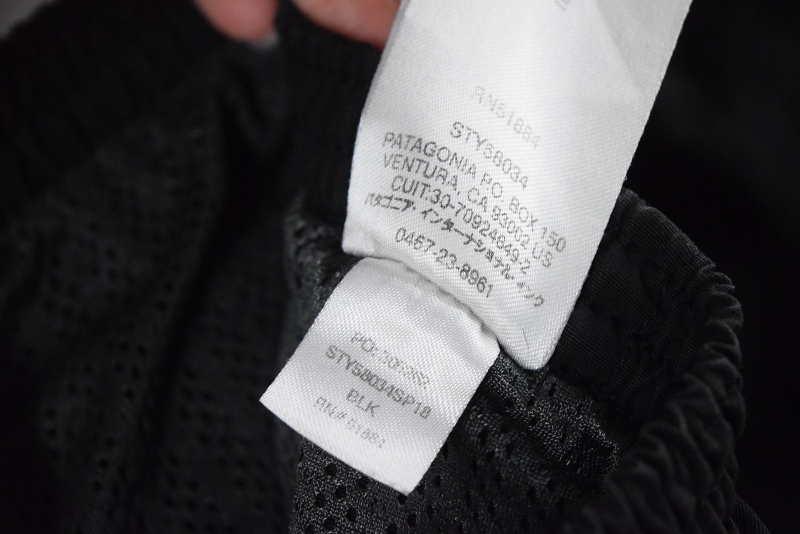 RN51884
STY58034
PATAGONIA P.O. BOX 150
VENTURA, CA 93002 US
CUIT:30-70924649-2
パタゴニア・インターナショナル・インク
0467-23-8961
STY58034SP18
BLK
RN# 51884